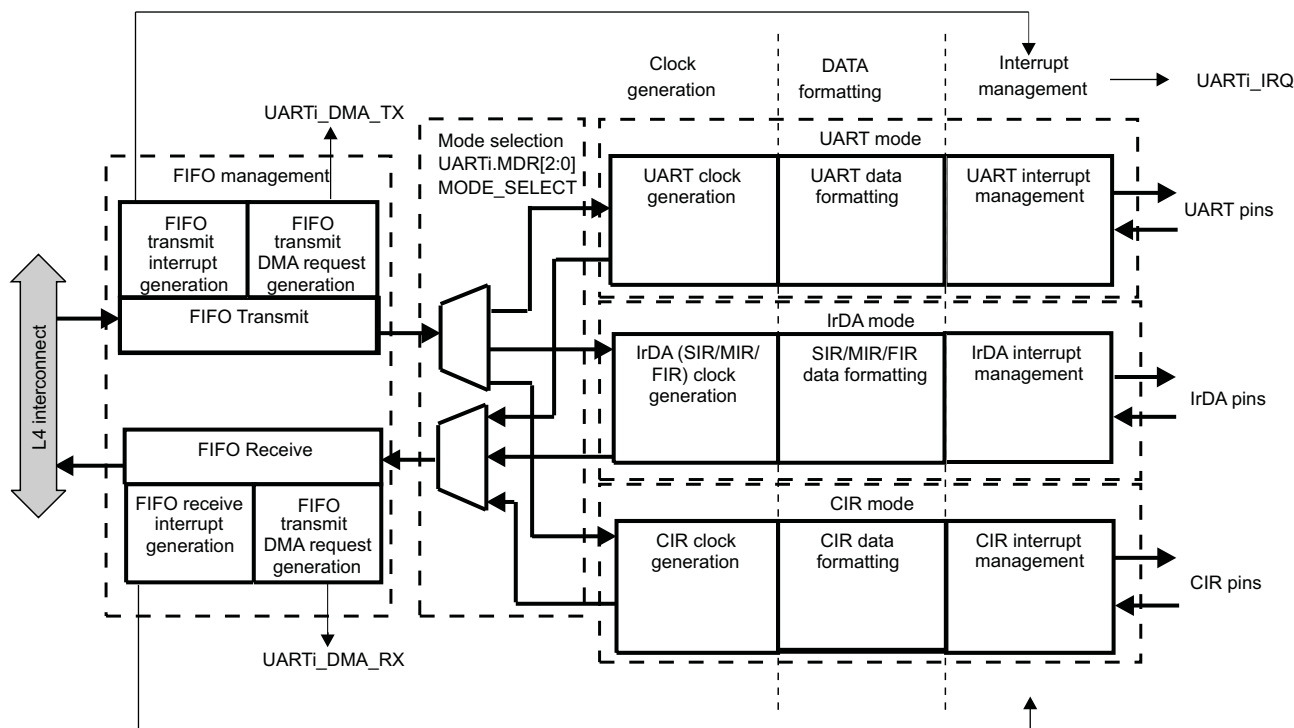 Clock
generation
DATA
formatting
Interrupt
management
UARTi_IRQ
UARTi_DMA_TX
Mode selection
UARTi.MDR[2:0]
MODE_SELECT
FIFO management
FIFO
transmit
interrupt
generation
FIFO
transmit
DMA request
generation
FIFO Transmit
L4 interconnect
FIFO Receive
FIFO receive
interrupt
generation
FIFO
transmit
DMA request
generation
UARTi_DMA_RX
UART mode
UART clock
generation
UART data
formatting
UART interrupt
management
UART pins
IrDA mode
IrDA (SIR/MIR/
FIR) clock
generation
SIR/MIR/FIR
data formatting
IrDA interrupt
management
IrDA pins
CIR mode
CIR clock
generation
CIR data
formatting
CIR interrupt
management
CIR pins